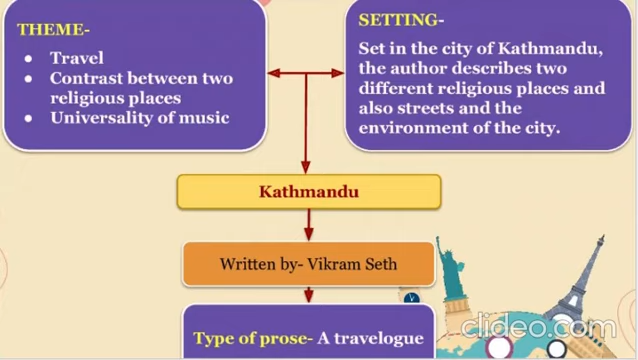 THEME-
● Travel
● Contrast between two
religious places
● Universality of music
SETTING-
Set in the city of Kathmandu,
the author describes two
different religious places and
also streets and the
environment of the city.
Kathmandu
Written by- Vikram Seth
Type of prose- A travelogue
clideo.com